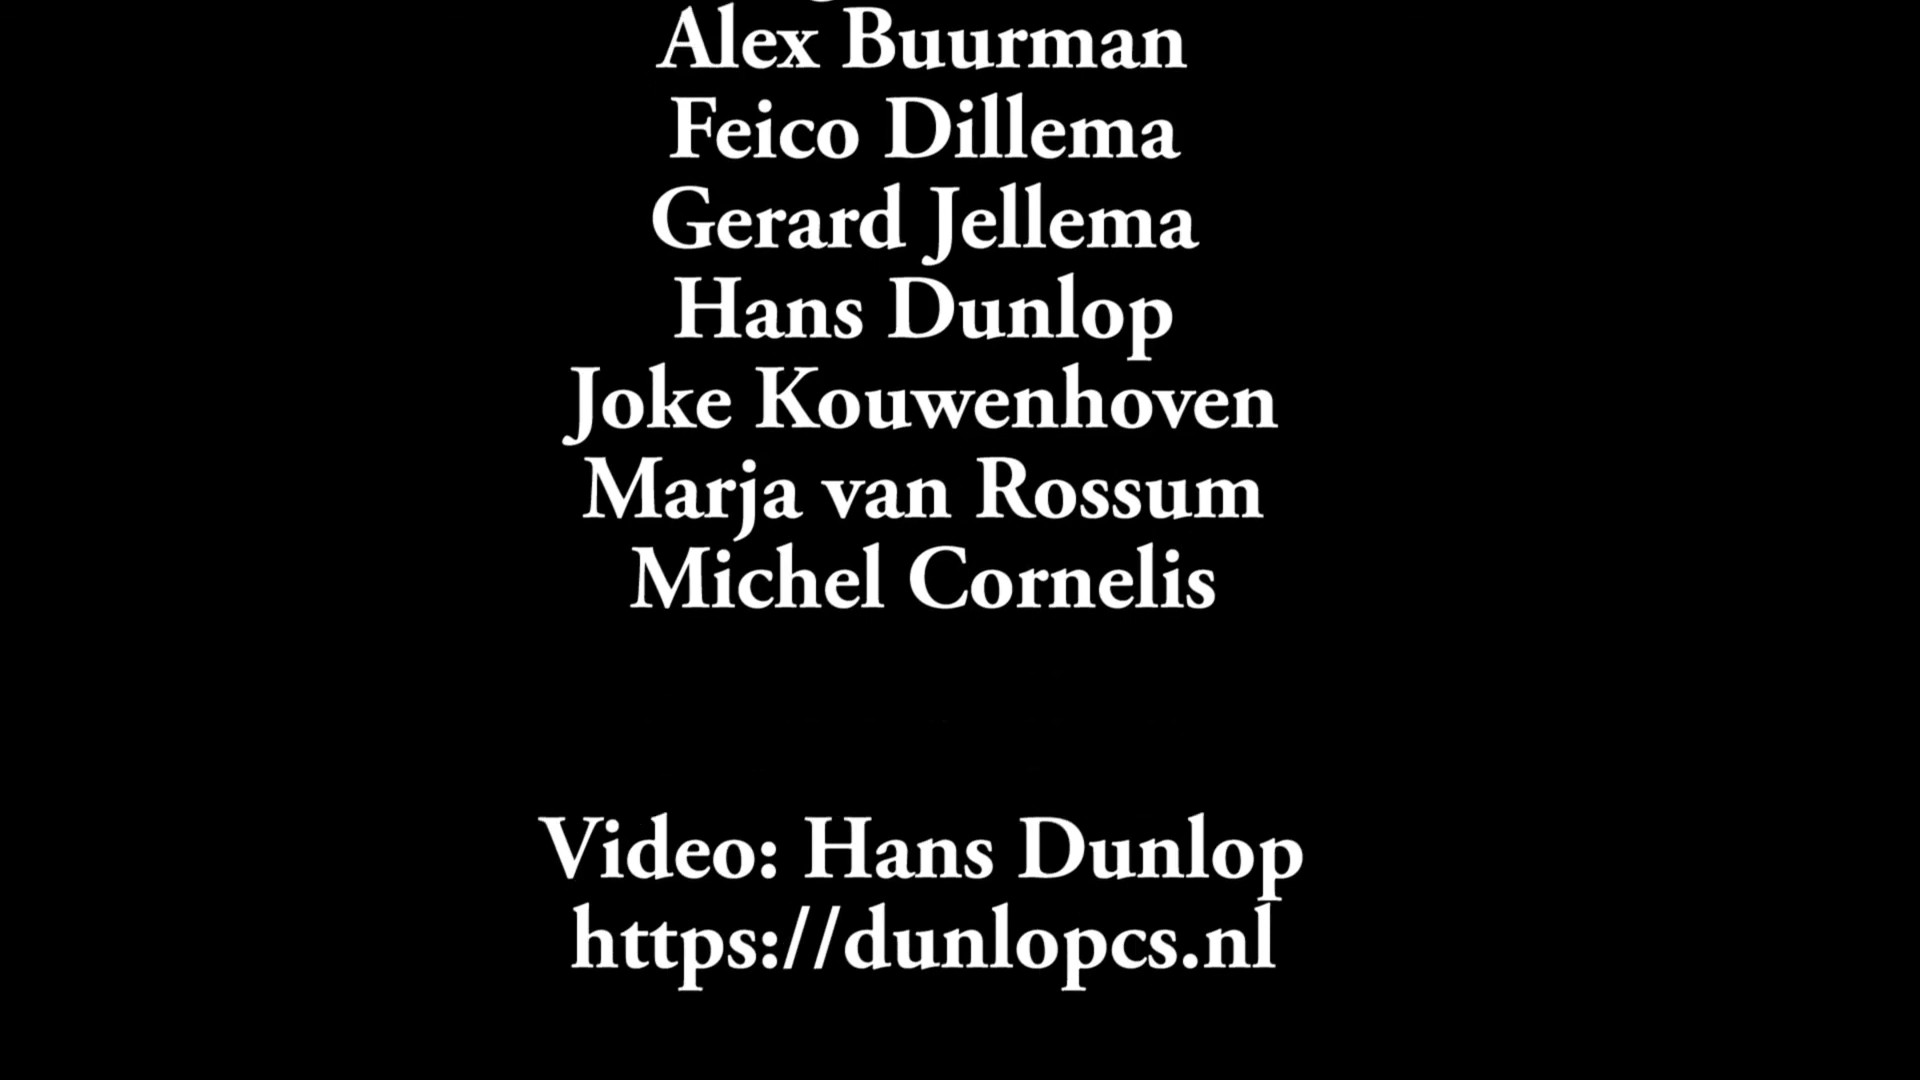 Alex Buurman
Feico Dillema
Gerard Jellema
Hans Dunlop
Joke Kouwenhoven
Marja van Rossum
Michel Cornelis
Video: Hans Dunlop
https://dunlopcs.nl